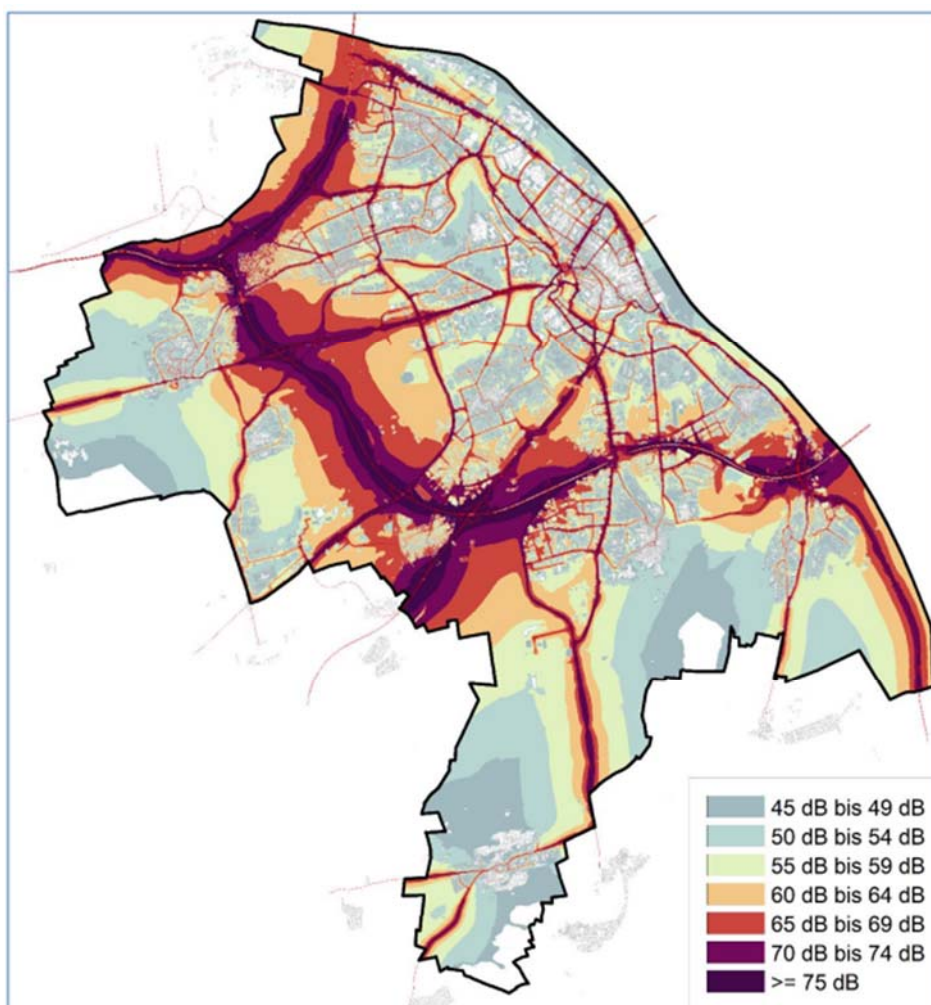 45 dB bis 49 dB
50 dB bis 54 dB
55 dB bis 59 dB
60 dB bis 64 dB
65 dB bis 69 dB
70 dB bis 74 dB
>= 75 dB